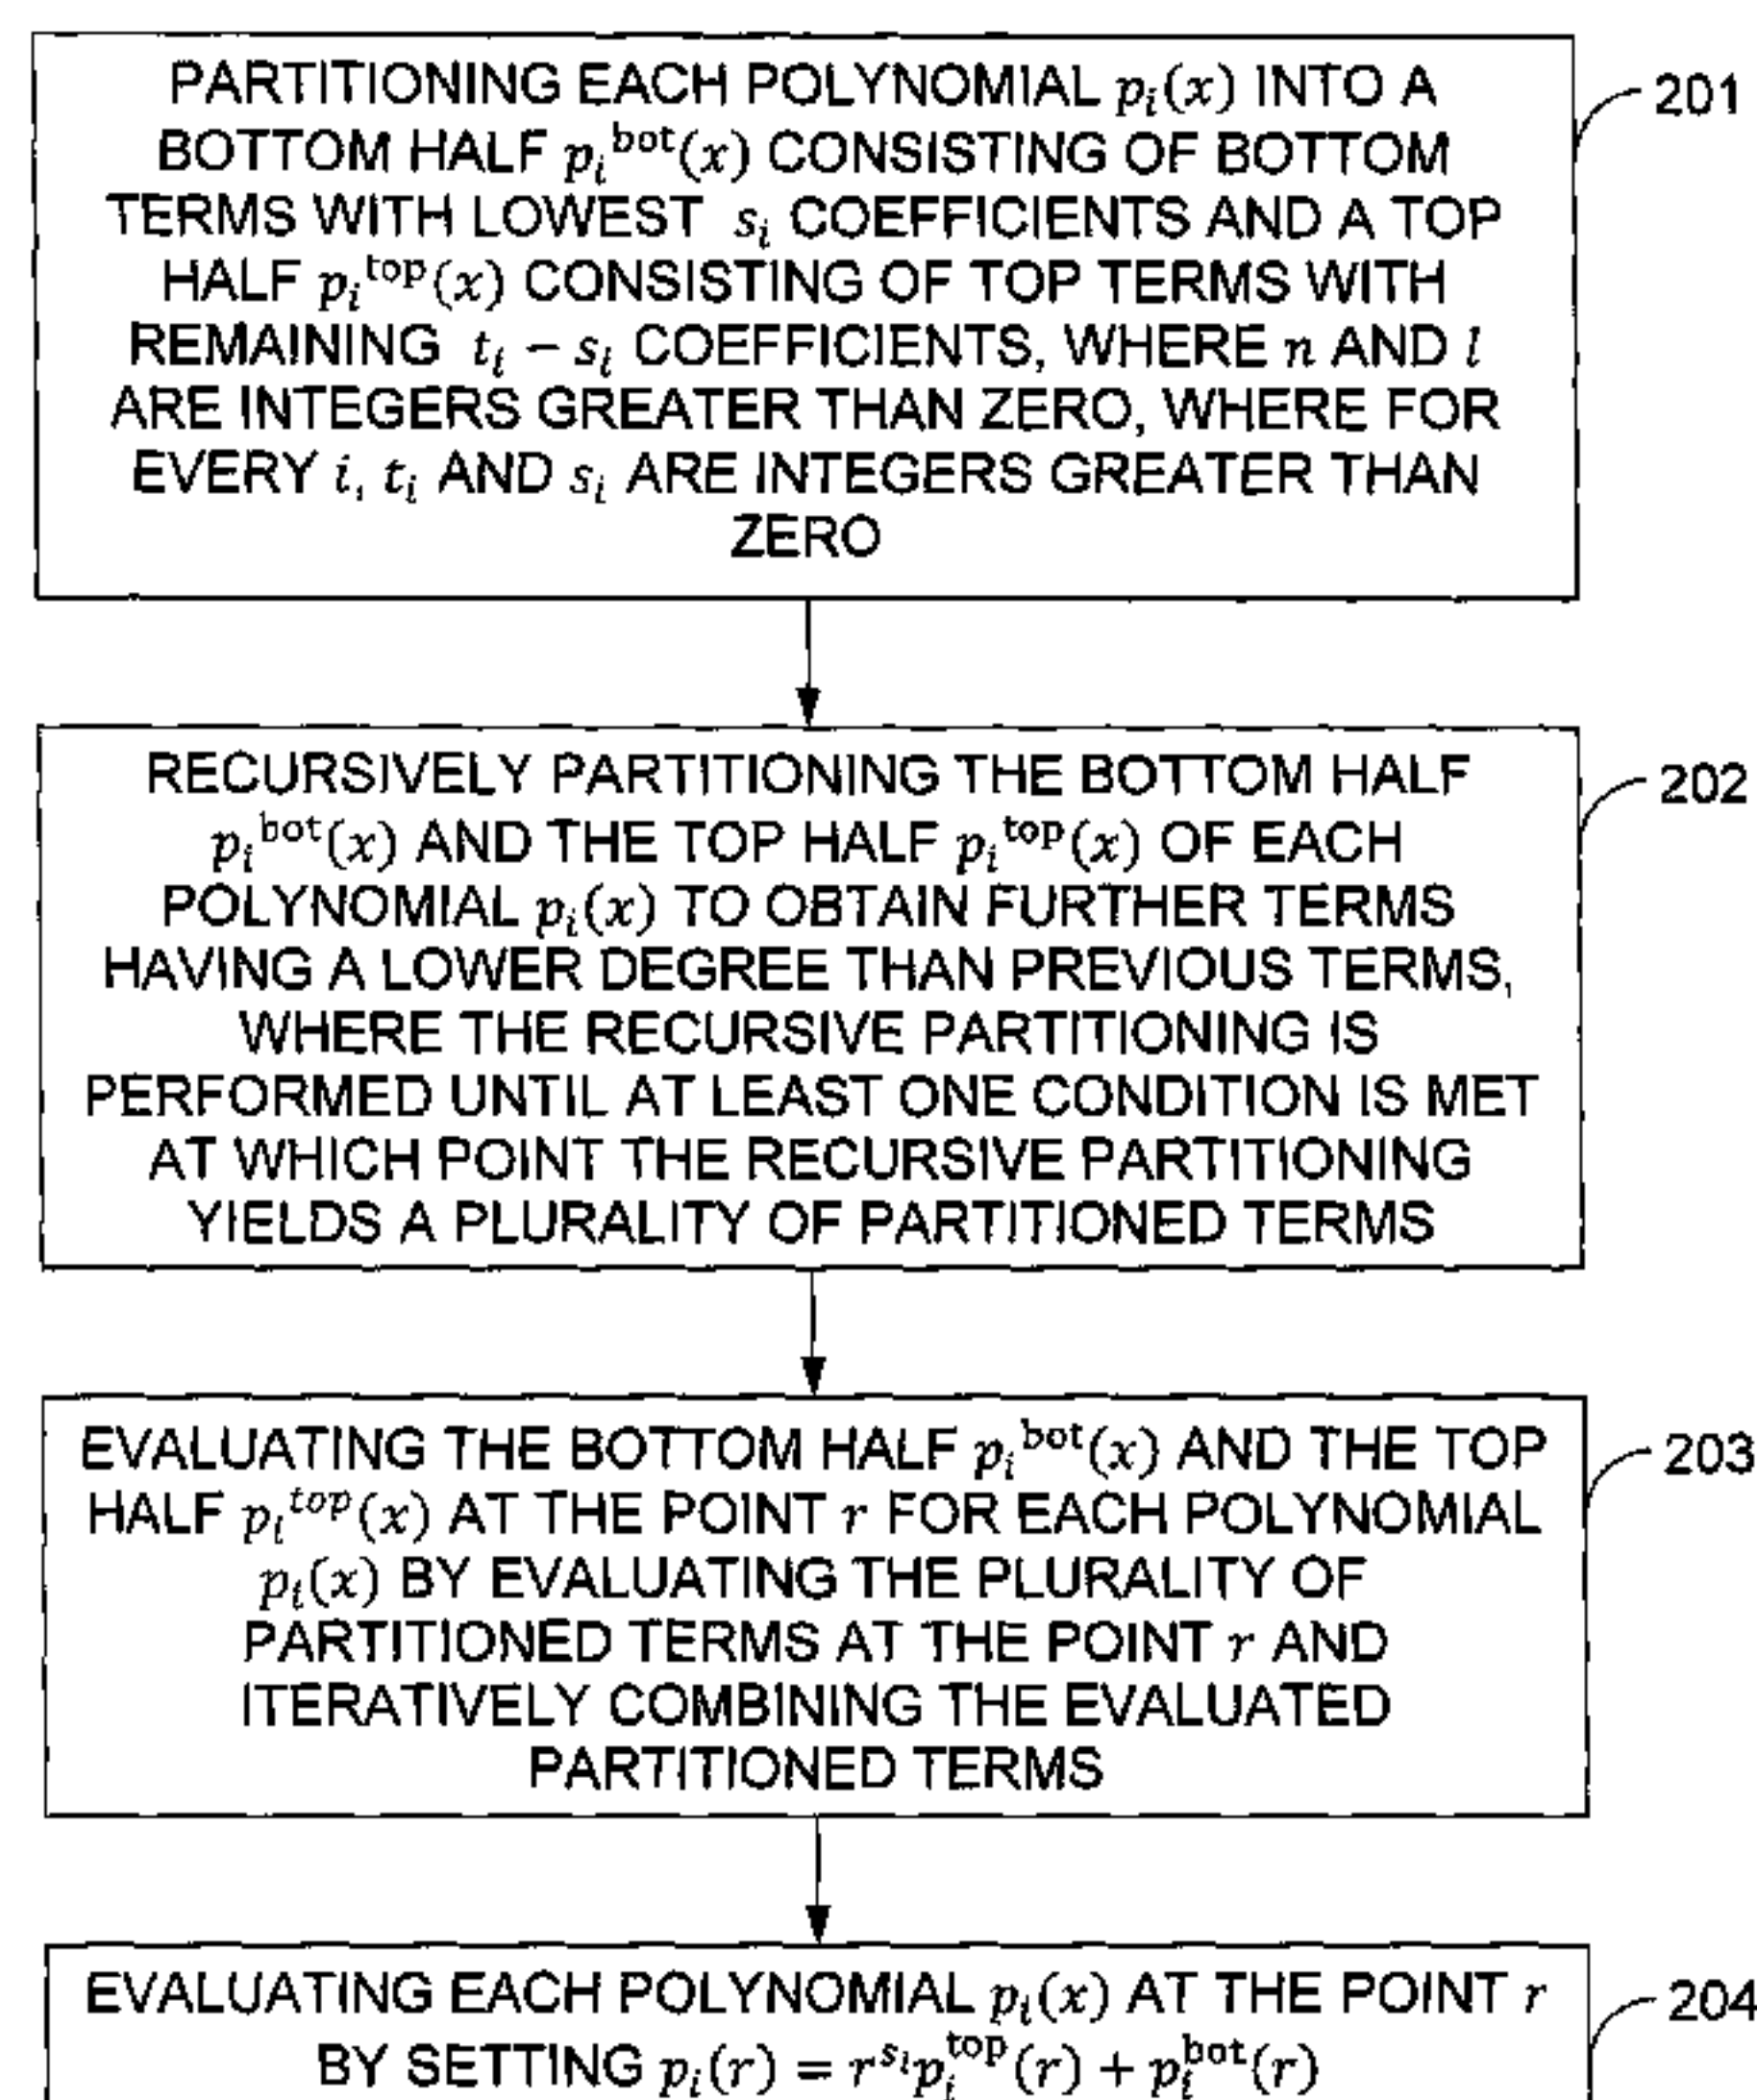 PARTITIONING EACH POLYNOMIAL pᵢ(x) INTO A
BOTTOM HALF pᵢᵇᵒᵗ(x) CONSISTING OF BOTTOM
TERMS WITH LOWEST sᵢ COEFFICIENTS AND A TOP
HALF pᵢᵗᵒᵖ(x) CONSISTING OF TOP TERMS WITH
REMAINING tᵢ – sᵢ COEFFICIENTS, WHERE n AND l
ARE INTEGERS GREATER THAN ZERO, WHERE FOR
EVERY i, tᵢ AND sᵢ ARE INTEGERS GREATER THAN
ZERO
201
RECURSIVELY PARTITIONING THE BOTTOM HALF
pᵢᵇᵒᵗ(x) AND THE TOP HALF pᵢᵗᵒᵖ(x) OF EACH
POLYNOMIAL pᵢ(x) TO OBTAIN FURTHER TERMS
HAVING A LOWER DEGREE THAN PREVIOUS TERMS,
WHERE THE RECURSIVE PARTITIONING IS
PERFORMED UNTIL AT LEAST ONE CONDITION IS MET
AT WHICH POINT THE RECURSIVE PARTITIONING
YIELDS A PLURALITY OF PARTITIONED TERMS
202
EVALUATING THE BOTTOM HALF pᵢᵇᵒᵗ(x) AND THE TOP
HALF pᵢᵗᵒᵖ(x) AT THE POINT r FOR EACH POLYNOMIAL
pᵢ(x) BY EVALUATING THE PLURALITY OF
PARTITIONED TERMS AT THE POINT r AND
ITERATIVELY COMBINING THE EVALUATED
PARTITIONED TERMS
203
EVALUATING EACH POLYNOMIAL pᵢ(x) AT THE POINT r
BY SETTING pᵢ(r) = r^{sᵢ}pᵢᵗᵒᵖ(r) + pᵢᵇᵒᵗ(r)
204